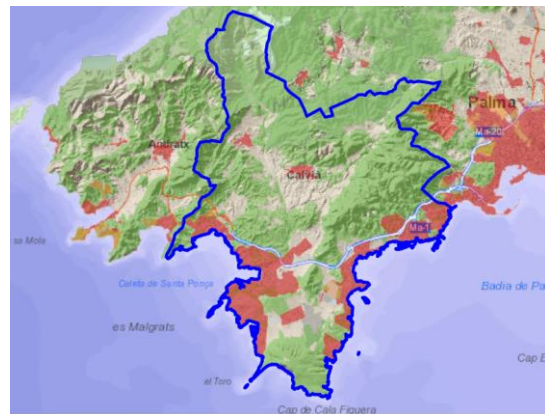 Palma
Ma-20
Andratx
Calvià
sa Mola
Ma-1
Caleta de Santa Ponça
Badia de Pa
es Malgrats
Cap E
el Toro
Cap de Cala Figuera